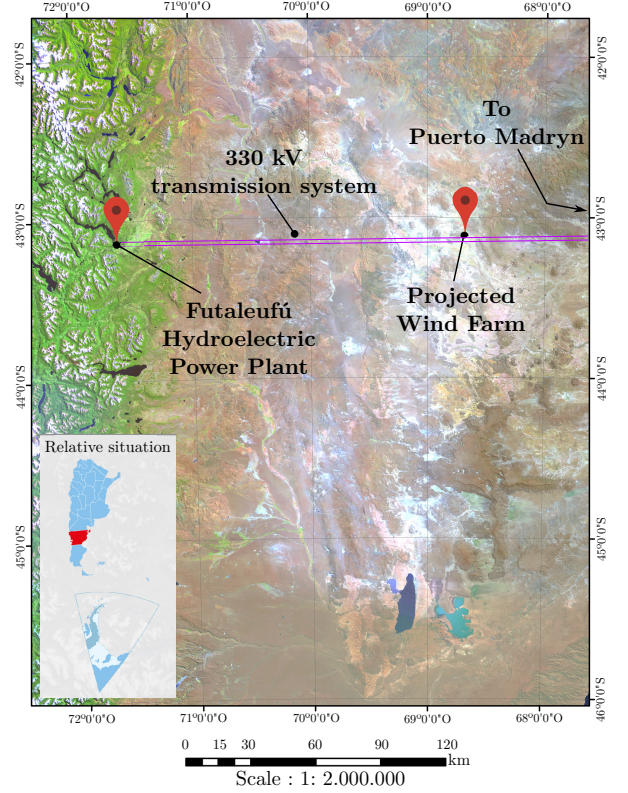 72°0'0"S 71°0'0"S 70°0'0"S 69°0'0"S 68°0'0"S
42°0'0"S
42°0'0"S
To
Puerto Madryn
330 kV
transmission system
43°0'0"S
43°0'0"S
Projected
Wind Farm
Futaleufú
Hydroelectric
Power Plant
44°0'0"S
44°0'0"S
Relative situation
45°0'0"S
45°0'0"S
46°0'0"S
72°0'0"S 71°0'0"S 70°0'0"S 69°0'0"S 68°0'0"S
0 15 30 60 90 120
km
Scale : 1: 2.000.000